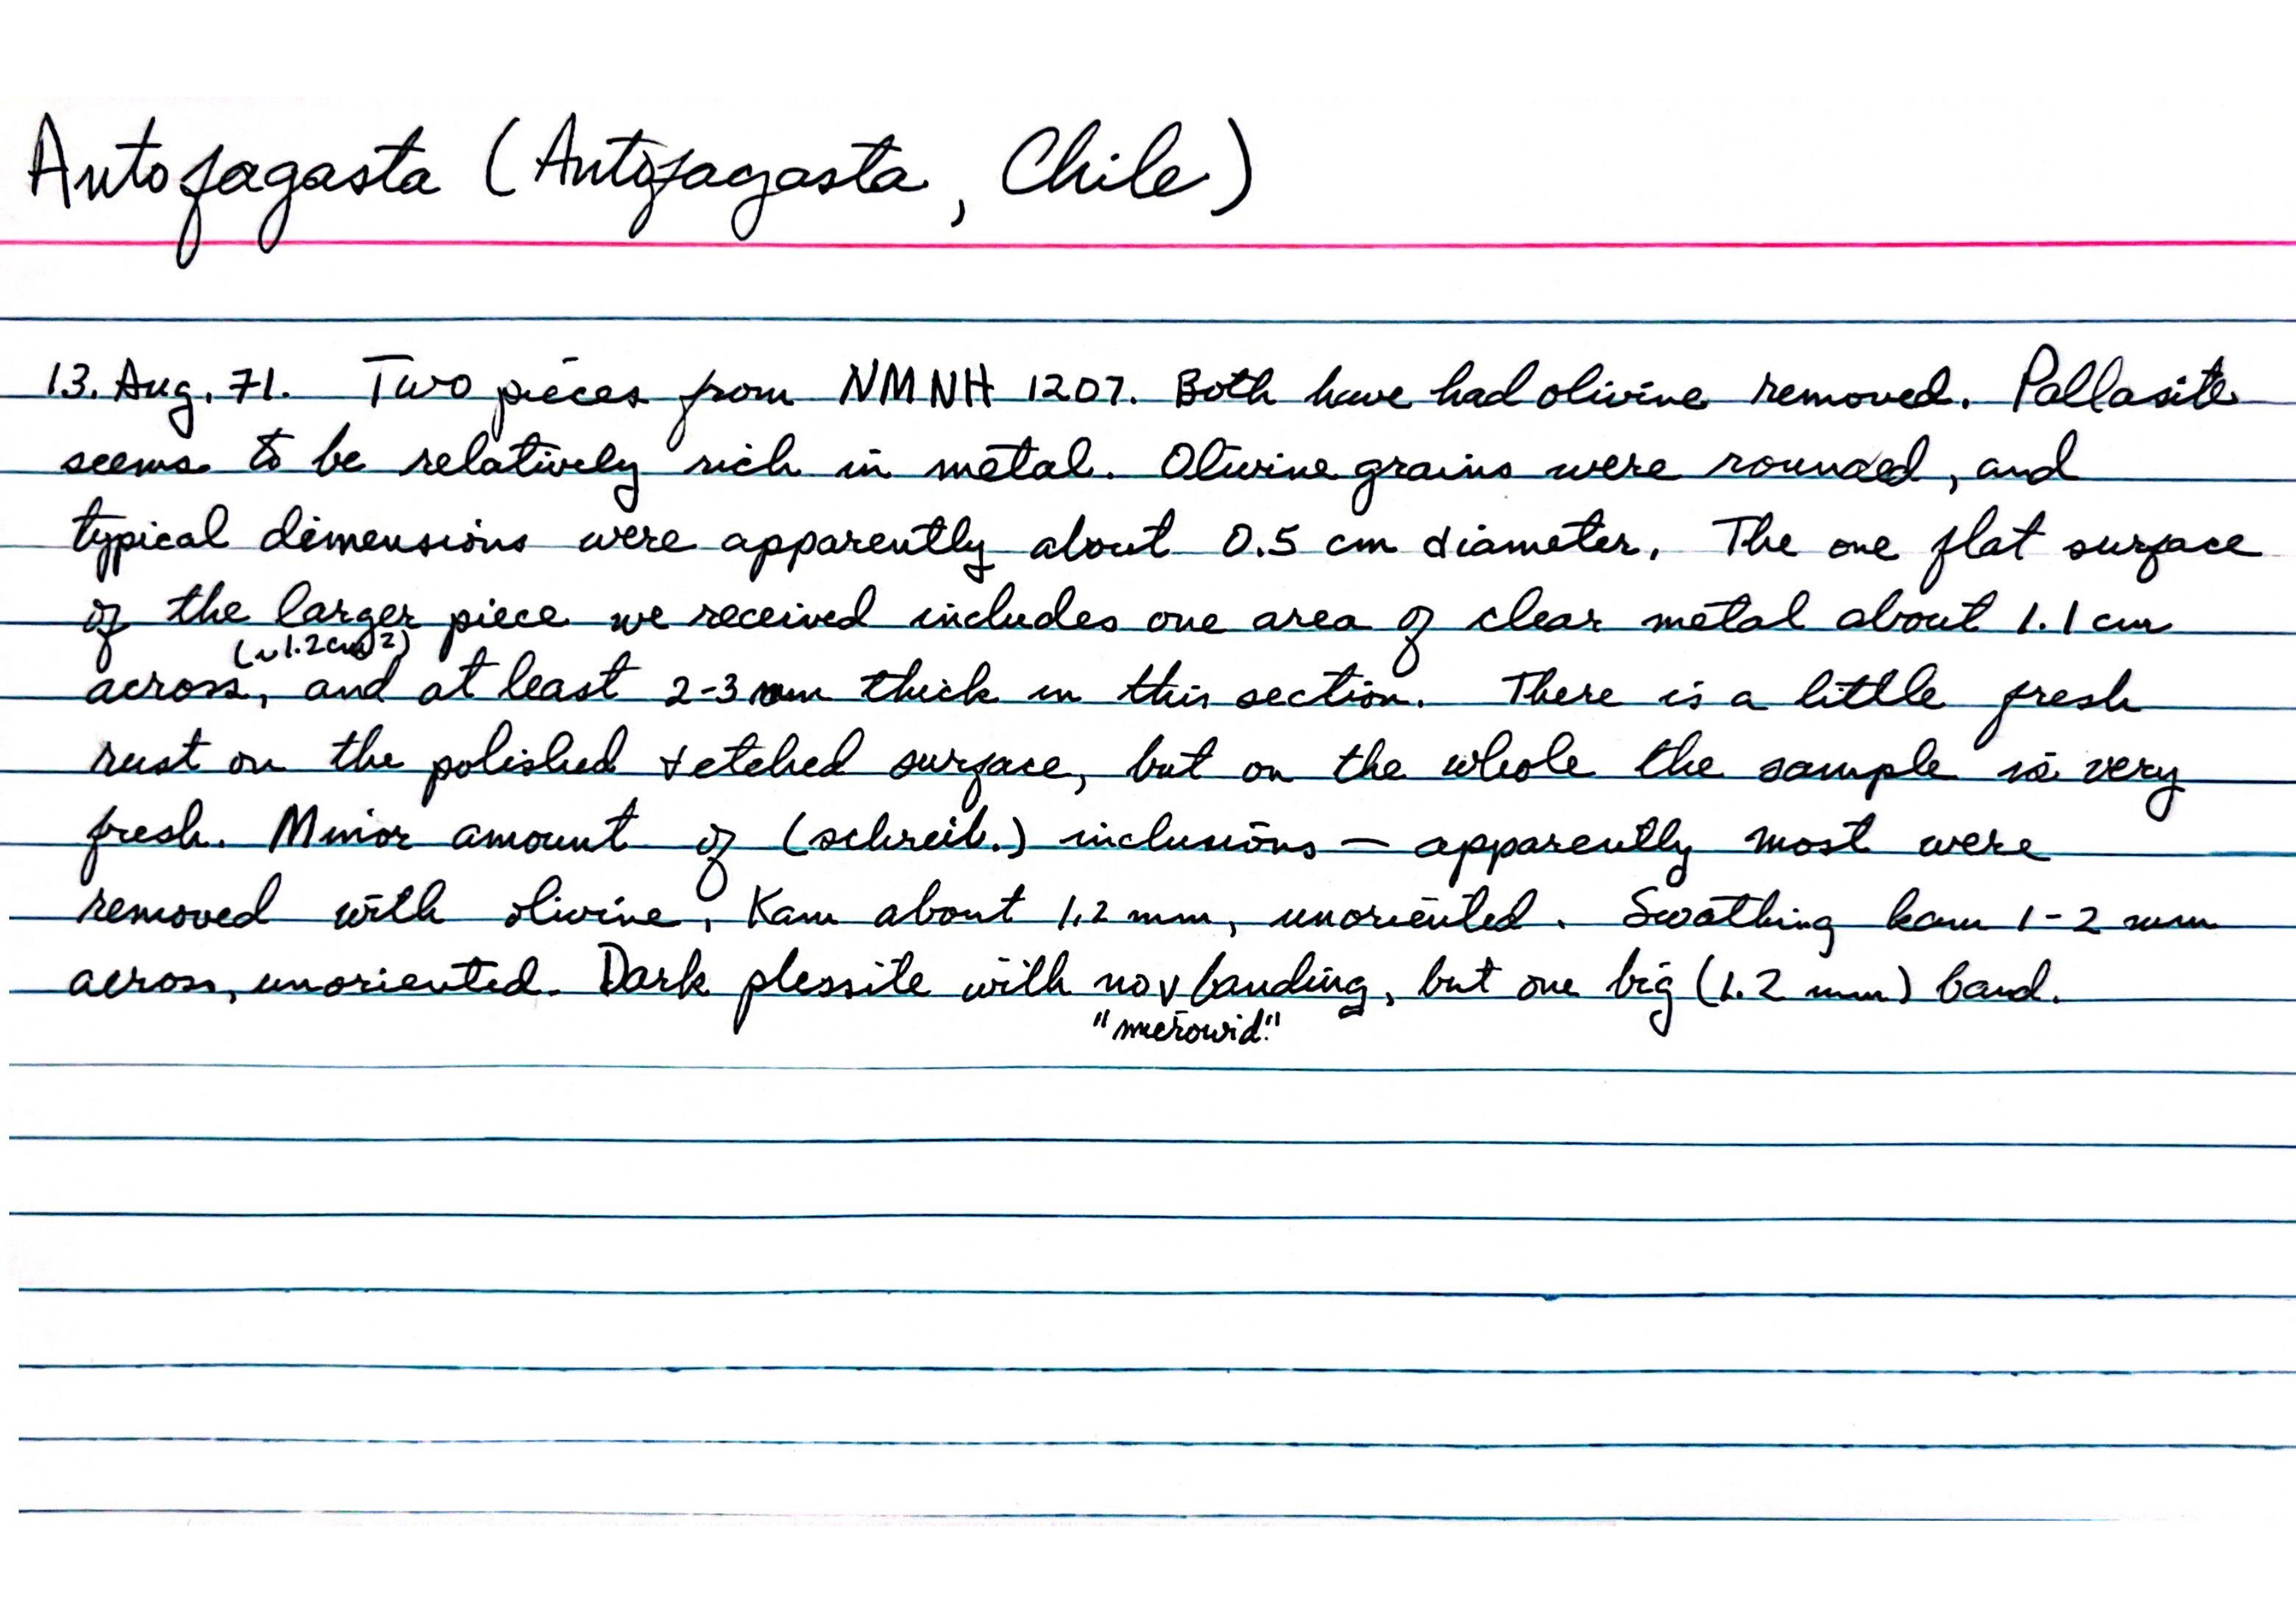 Antofagasta (Antofagasta, Chile)
13. Aug. 71. Two pieces from NMNH 1207. Both have had olivine removed. Pallasite
seems to be relatively rich in metal. Olivine grains were rounded, and
typical dimensions were apparently about 0.5 cm diameter. The one flat surface
of the larger piece we received includes one area of clear metal about 1.1 cm
(~1.2cm2)
across, and at least 2-3 mm thick in this section. There is a little fresh
rust on the polished + etched surface, but on the whole the sample is very
fresh. Minor amount of (schreib.) inclusions — apparently most were
removed with olivine. Kam about 1.2 mm, unoriented. Swathing kam 1-2 mm
across, unoriented. Dark plessite with no v banding, but one big (1.2 mm) band.
"microwid."